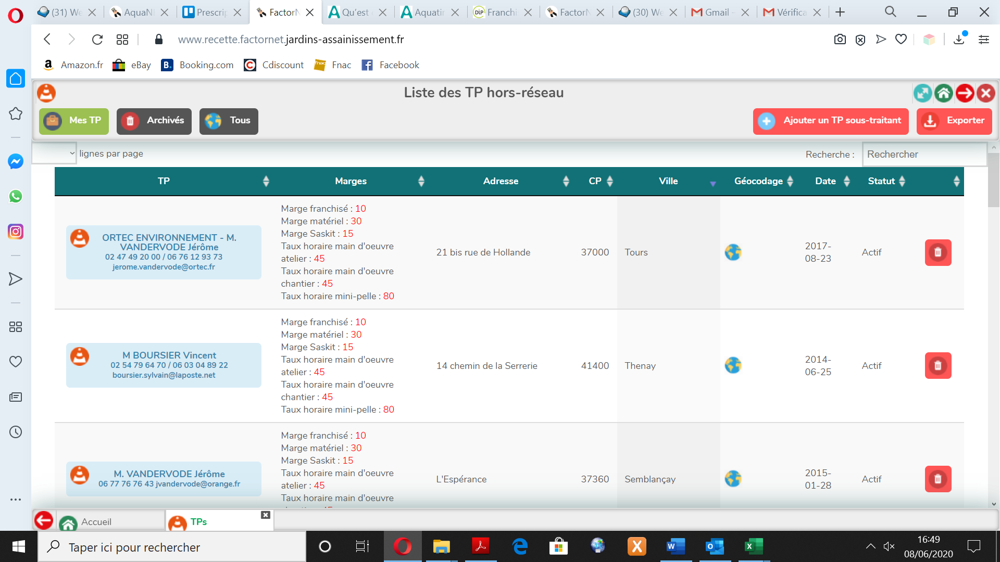 (31) We
AquaNE
Prescrip
FactorN
Qu'est
Aquatir
DIP
Franchi
FactorN
(30) We
Gmail -
Vérifica
www.recette.factornet.jardins-assainissement.fr
Amazon.fr
eBay
Booking.com
Cdiscount
Fnac
Facebook
Liste des TP hors-réseau
Mes TP
Archivés
Tous
Ajouter un TP sous-traitant
Exporter
lignes par page
Recherche :
Rechercher
TP
Marges
Adresse
CP
Ville
Géocodage
Date
Statut
ORTEC ENVIRONNEMENT - M.
VANDERVODE Jérôme
02 47 49 20 00 / 06 76 12 93 73
jerome.vandervode@ortec.fr
Marge franchisé : 10
Marge matériel : 30
Marge Saskit : 15
Taux horaire main d'oeuvre
atelier : 45
Taux horaire main d'oeuvre
chantier : 45
Taux horaire mini-pelle : 80
21 bis rue de Hollande
37000
Tours
2017-
08-23
Actif
M BOURSIER Vincent
02 54 79 64 70 / 06 03 04 89 22
boursier.sylvain@laposte.net
Marge franchisé : 10
Marge matériel : 30
Marge Saskit : 15
Taux horaire main d'oeuvre
atelier : 45
Taux horaire main d'oeuvre
chantier : 45
Taux horaire mini-pelle : 80
14 chemin de la Serrerie
41400
Thenay
2014-
06-25
Actif
M. VANDERVODE Jérôme
06 77 76 76 43 jvandervode@orange.fr
Marge franchisé : 10
Marge matériel : 30
Marge Saskit : 15
Taux horaire main d'oeuvre
atelier : 45
Taux horaire main d'oeuvre
L'Espérance
37360
Semblançay
2015-
01-28
Actif
Accueil
TPs
Taper ici pour rechercher
16:49
08/06/2020